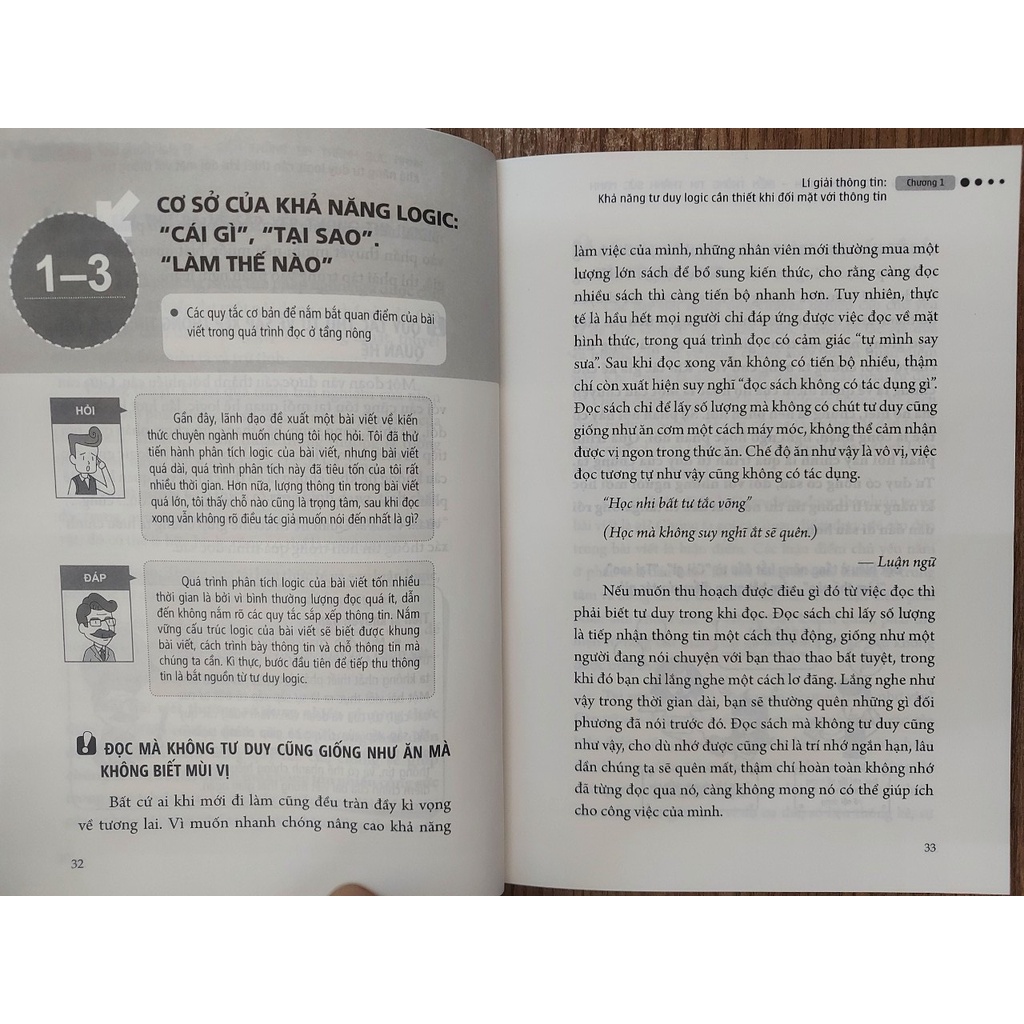 1–3
CƠ SỞ CỦA KHẢ NĂNG LOGIC:
“CÁI GÌ”, “TẠI SAO”.
“LÀM THẾ NÀO”
● Các quy tắc cơ bản để nắm bắt quan điểm của bài
viết trong quá trình đọc ở tầng nông
HỎI
Gần đây, lãnh đạo đề xuất một bài viết về kiến
thức chuyên ngành muốn chúng tôi học hỏi. Tôi đã thử
tiến hành phân tích logic của bài viết, nhưng bài viết
quá dài, quá trình phân tích này đã tiêu tốn của tôi rất
nhiều thời gian. Hơn nữa, lượng thông tin trong bài viết
quá lớn, tôi thấy chỗ nào cũng là trọng tâm, sau khi đọc
xong vẫn không rõ điều tác giả muốn nói đến nhất là gì?
ĐÁP
Quá trình phân tích logic của bài viết tốn nhiều
thời gian là bởi vì bình thường lượng đọc quá ít, dẫn
đến không nắm rõ các quy tắc sắp xếp thông tin. Nắm
vững cấu trúc logic của bài viết sẽ biết được khung
bài viết, cách trình bày thông tin và chỗ thông tin mà
chúng ta cần. Kì thực, bước đầu tiên để tiếp thu thông
tin là bắt nguồn từ tư duy logic.
ĐỌC MÀ KHÔNG TƯ DUY CŨNG GIỐNG NHƯ ĂN MÀ
KHÔNG BIẾT MÙI VỊ
Bất cứ ai khi mới đi làm cũng đều tràn đầy kì vọng
về tương lai. Vì muốn nhanh chóng nâng cao khả năng
32
Lí giải thông tin: Chương 1
Khả năng tư duy logic cần thiết khi đối mặt với thông tin
làm việc của mình, những nhân viên mới thường mua một
lượng lớn sách để bổ sung kiến thức, cho rằng càng đọc
nhiều sách thì càng tiến bộ nhanh hơn. Tuy nhiên, thực
tế là hầu hết mọi người chỉ đáp ứng được việc đọc về mặt
hình thức, trong quá trình đọc có cảm giác “tự mình say
sưa”. Sau khi đọc xong vẫn không có tiến bộ nhiều, thậm
chí còn xuất hiện suy nghĩ “đọc sách không có tác dụng gì”.
Đọc sách chỉ để lấy số lượng mà không có chút tư duy cũng
giống như ăn cơm một cách máy móc, không thể cảm nhận
được vị ngon trong thức ăn. Chế độ ăn như vậy là vô vị, việc
đọc tương tự như vậy cũng không có tác dụng.
“Học nhi bất tư tắc võng”
(Học mà không suy nghĩ ắt sẽ quên.)
— Luận ngữ
Nếu muốn thu hoạch được điều gì đó từ việc đọc thì
phải biết tư duy trong khi đọc. Đọc sách chỉ lấy số lượng
là tiếp nhận thông tin một cách thụ động, giống như một
người đang nói chuyện với bạn thao thao bất tuyệt, trong
khi đó bạn chỉ lắng nghe một cách lơ đãng. Lắng nghe như
vậy trong thời gian dài, bạn sẽ thường quên những gì đối
phương đã nói trước đó. Đọc sách mà không tư duy cũng
như vậy, cho dù nhớ được cũng chỉ là trí nhớ ngắn hạn, lâu
dần chúng ta sẽ quên mất, thậm chí hoàn toàn không nhớ
đã từng đọc qua nó, càng không mong nó có thể giúp ích
cho công việc của mình.
33